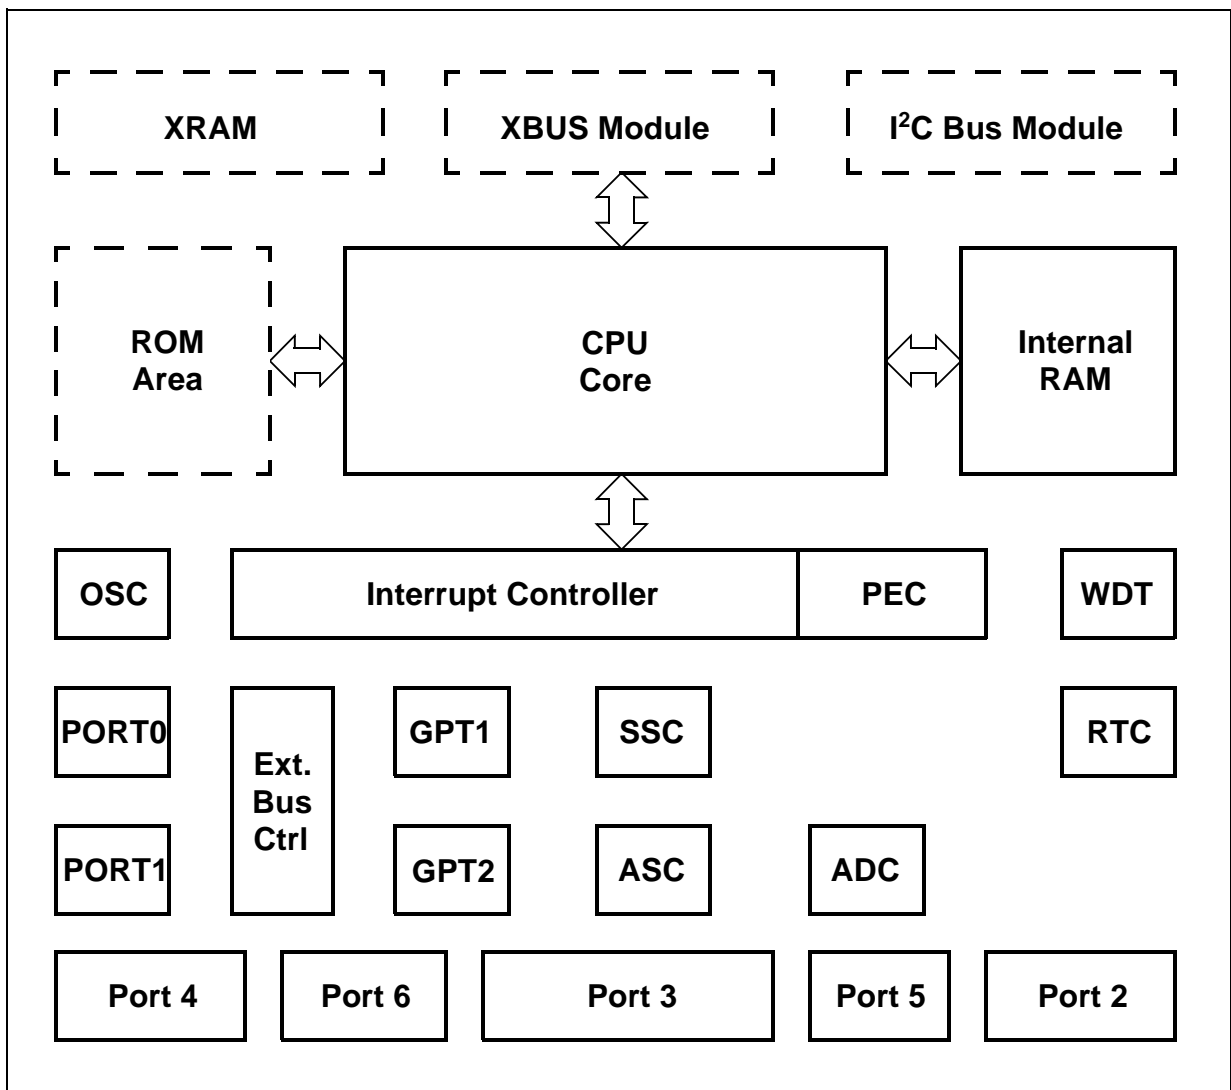 XRAM
XBUS Module
I²C Bus Module
ROM
Area
CPU
Core
Internal
RAM
OSC
Interrupt Controller
PEC
WDT
PORT0
Ext.
Bus
Ctrl
GPT1
SSC
RTC
PORT1
GPT2
ASC
ADC
Port 4
Port 6
Port 3
Port 5
Port 2